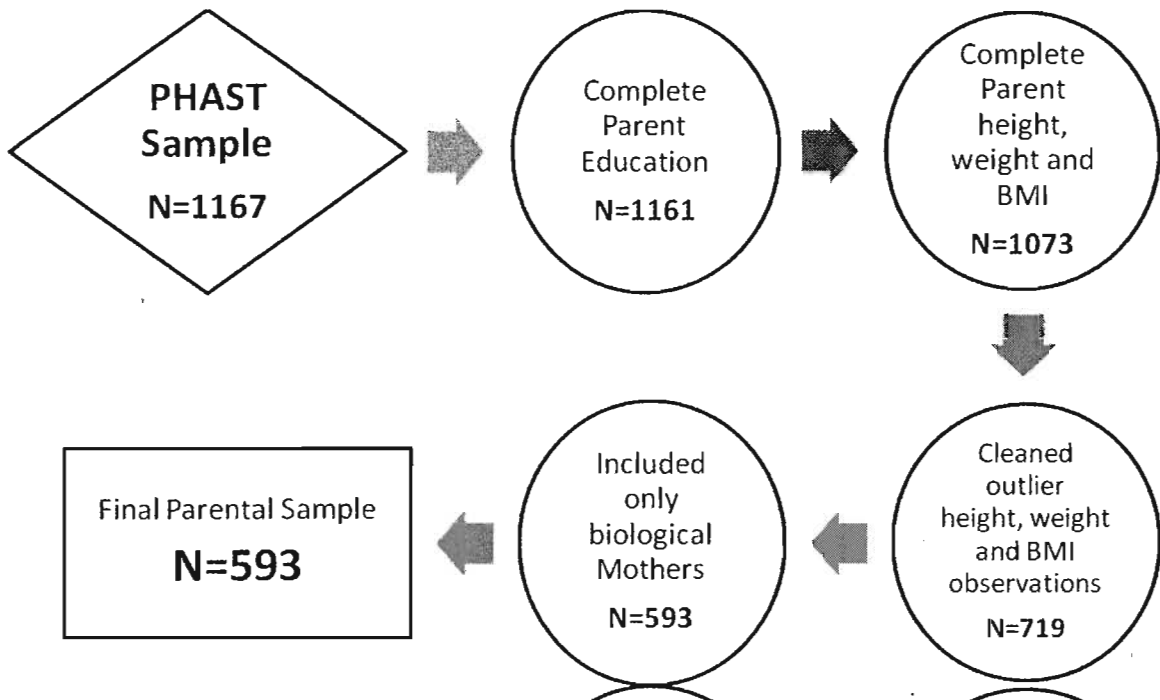 PHAST
Sample
N=1167
Complete
Parent
Education
N=1161
Complete
Parent
height,
weight and
BMI
N=1073
Cleaned
outlier
height, weight
and BMI
observations
N=719
Included
only
biological
Mothers
N=593
Final Parental Sample
N=593